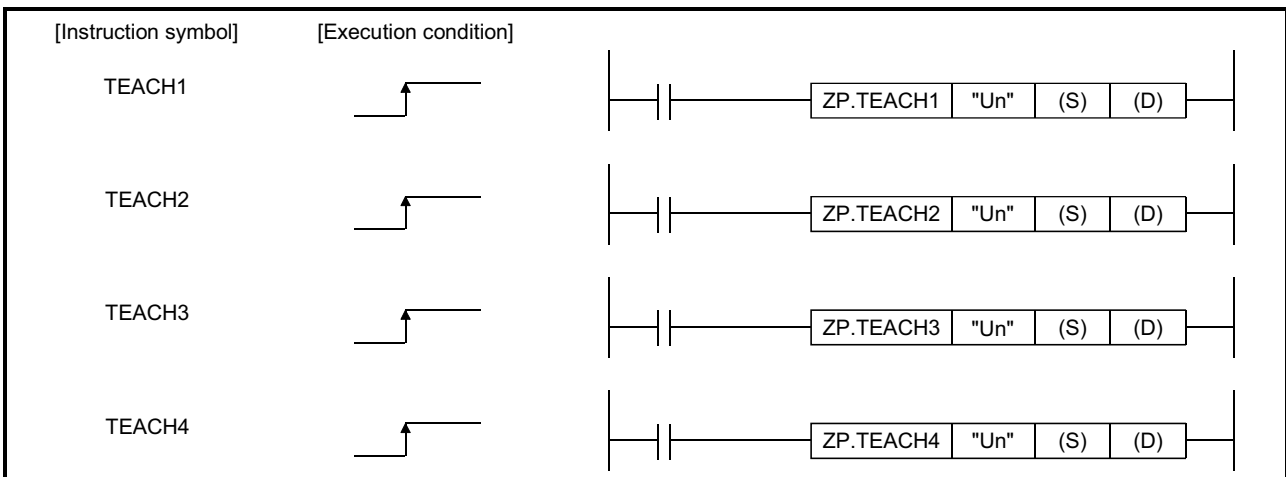 [Instruction symbol] [Execution condition]
TEACH1 ZP.TEACH1 "Un" (S) (D)
TEACH2 ZP.TEACH2 "Un" (S) (D)
TEACH3 ZP.TEACH3 "Un" (S) (D)
TEACH4 ZP.TEACH4 "Un" (S) (D)